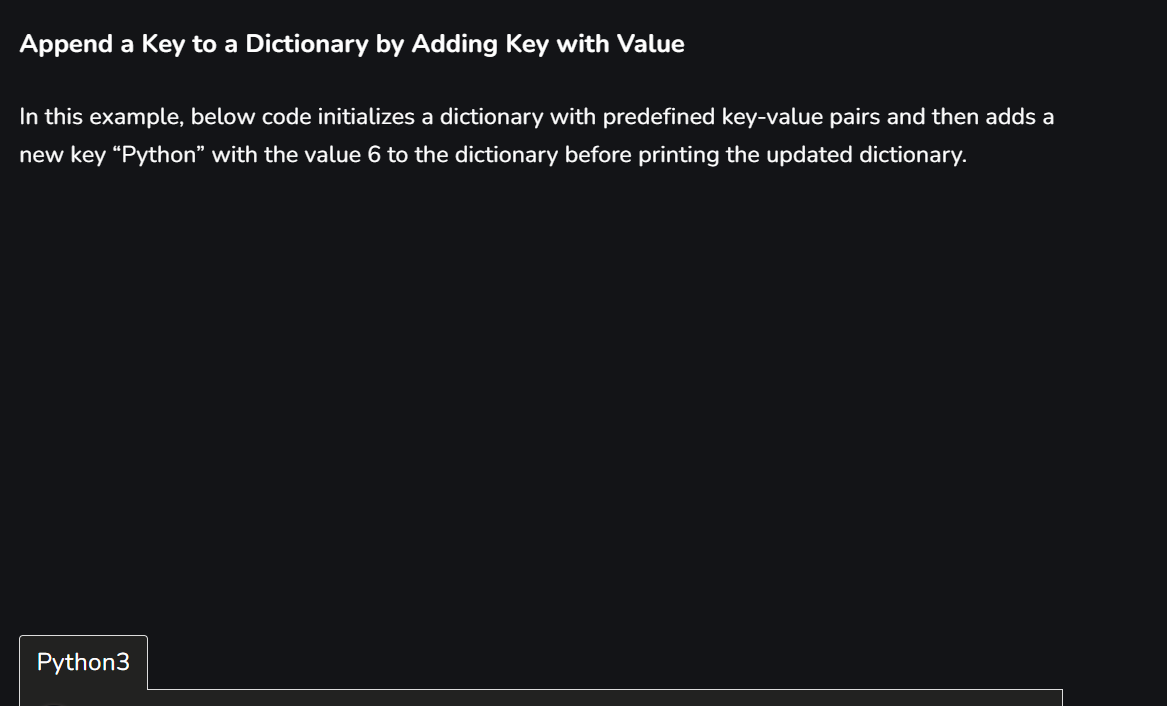 Append a Key to a Dictionary by Adding Key with Value
In this example, below code initializes a dictionary with predefined key-value pairs and then adds a
new key “Python” with the value 6 to the dictionary before printing the updated dictionary.
Python3